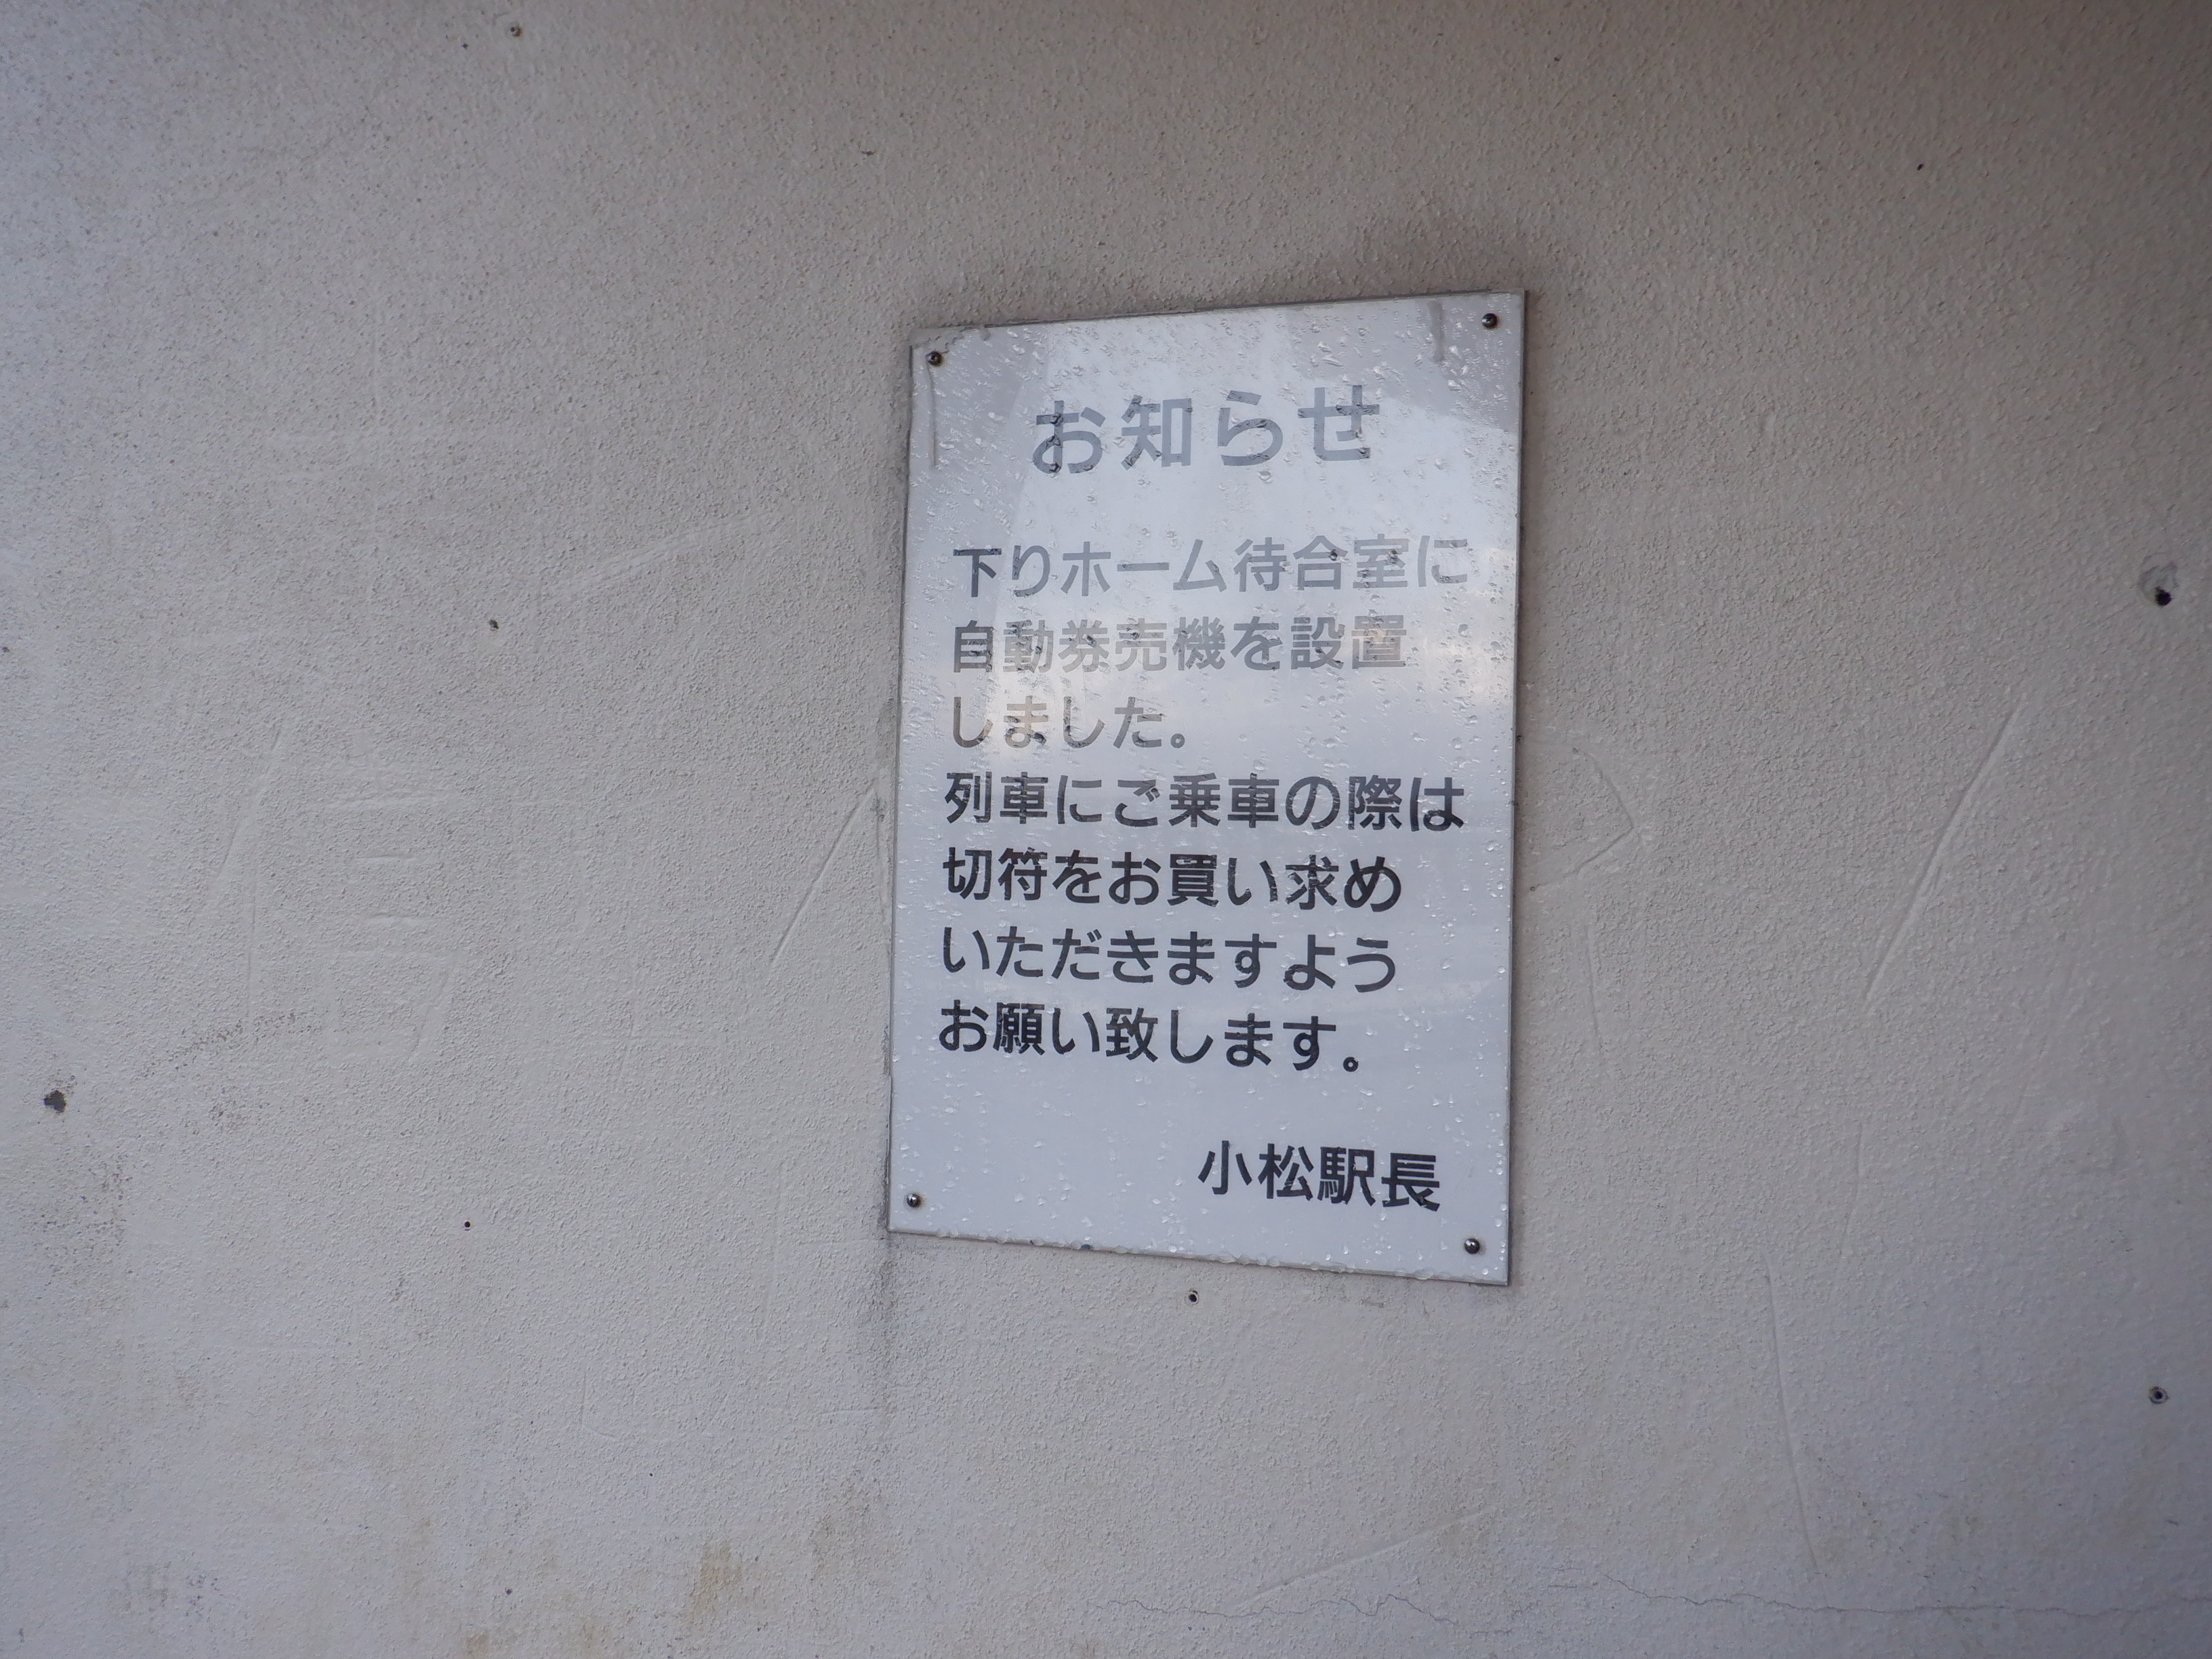 お知らせ
下りホーム待合室に
自動券売機を設置
しました。
列車にご乗車の際は
切符をお買い求め
いただきますよう
お願い致します。
小松駅長